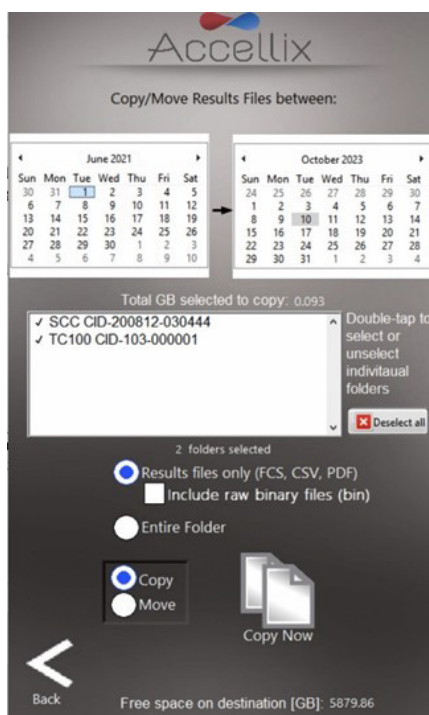 Accellix
Copy/Move Results Files between:
June 2021
Sun Mon Tue Wed Thu Fri Sat
30 31 1 2 3 4 5
6 7 8 9 10 11 12
13 14 15 16 17 18 19
20 21 22 23 24 25 26
27 28 29 30 1 2 3
4 5 6 7 8 9 10
October 2023
Sun Mon Tue Wed Thu Fri Sat
24 25 26 27 28 29 30
1 2 3 4 5 6 7
8 9 10 11 12 13 14
15 16 17 18 19 20 21
22 23 24 25 26 27 28
29 30 31 1 2 3 4
Total GB selected to copy: 0.093
✓ SCC CID-200812-030444
✓ TC100 CID-103-000001
Double-tap to
select or
unselect
indivitaual
folders
Deselect all
2 folders selected
Results files only (FCS, CSV, PDF)
Include raw binary files (bin)
Entire Folder
Copy
Move
Copy Now
Back
Free space on destination [GB]: 5879.86